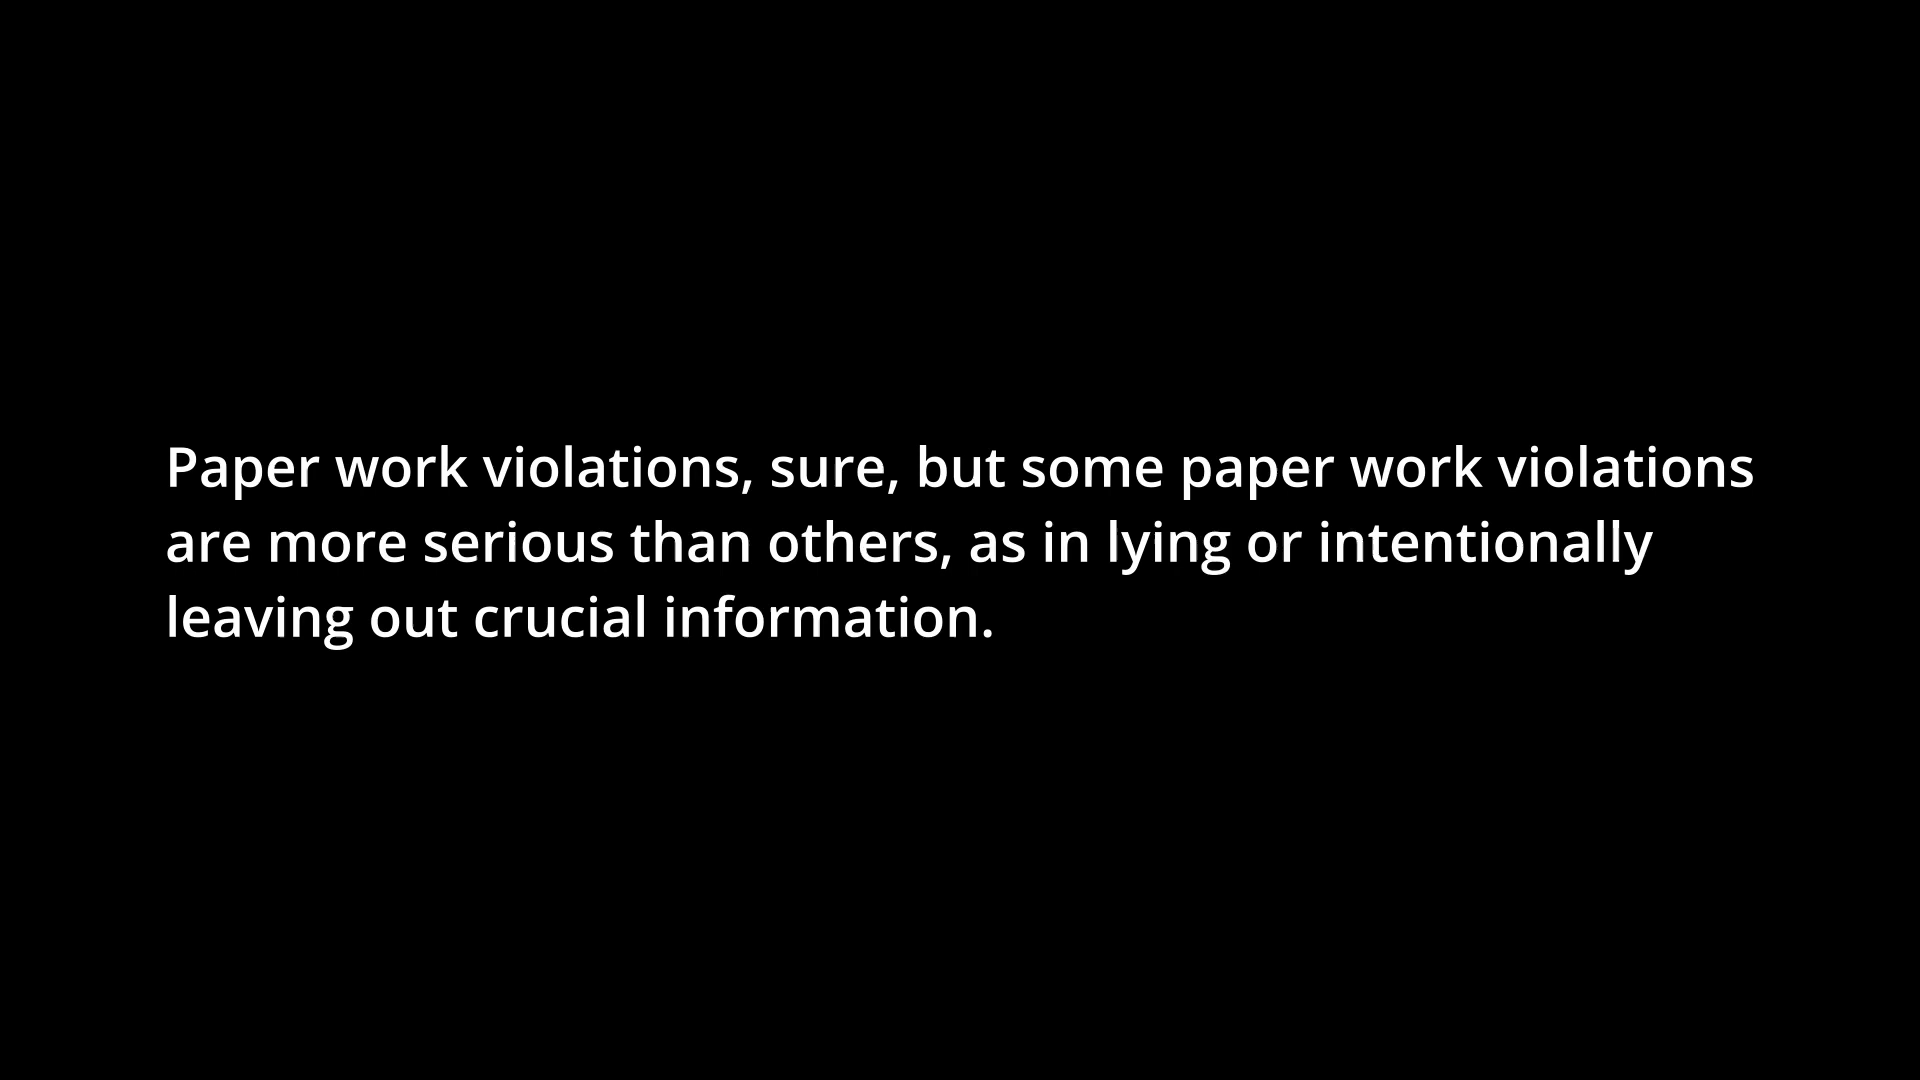 Paper work violations, sure, but some paper work violations
are more serious than others, as in lying or intentionally
leaving out crucial information.